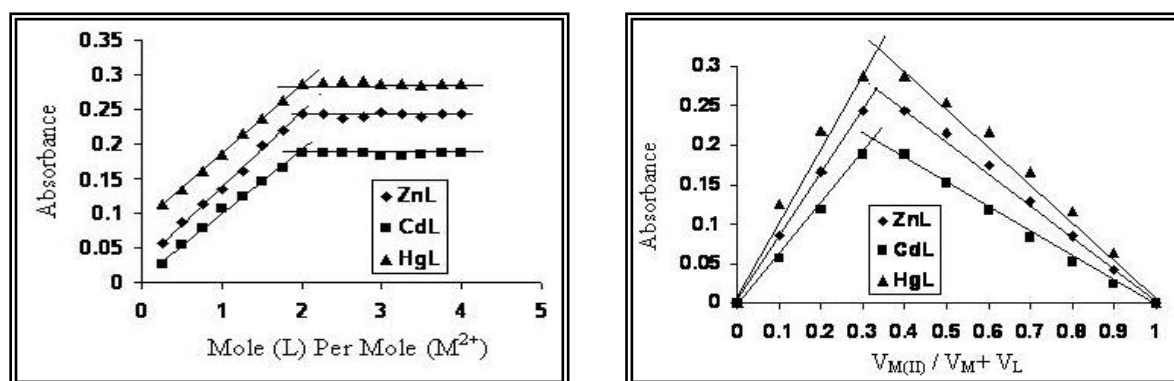 0.35
0.3
0.25
0.2
0.15
0.1
0.05
0
Absorbance
ZnL
CdL
HgL
0 1 2 3 4 5
Mole (L) Per Mole (M²⁺)
0.3
0.25
0.2
0.15
0.1
0.05
0
Absorbance
ZnL
CdL
HgL
0 0.1 0.2 0.3 0.4 0.5 0.6 0.7 0.8 0.9 1
V_M(II) / V_M + V_L